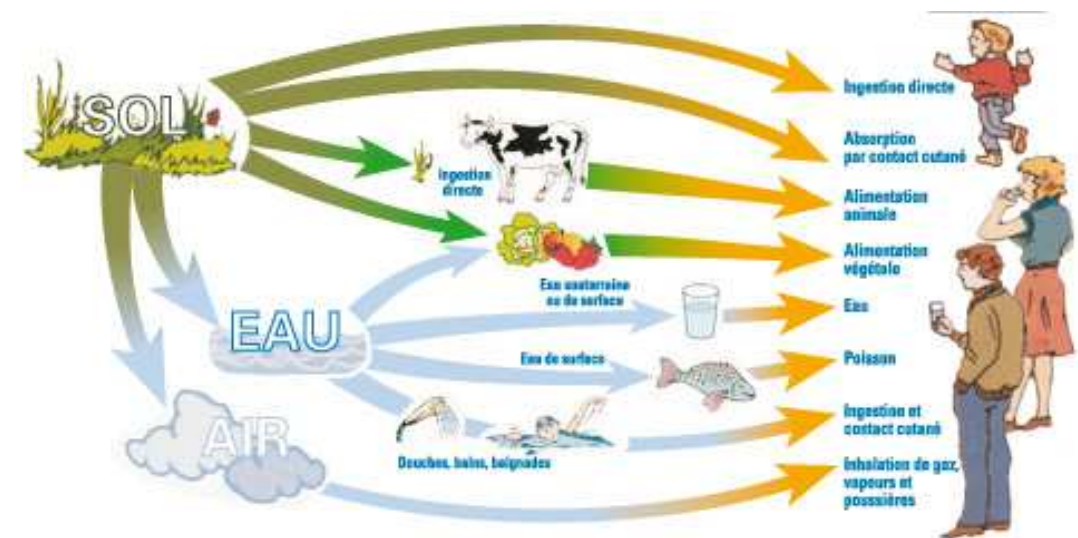 SOL
Ingestion directe
Absorption
par contact cutané
Ingestion
directe
Alimentation
animale
Alimentation
végétale
Eau souterraine
ou de surface
EAU
Eau
Eau de surface
Poisson
AIR
Ingestion et
contact cutané
Douches, bains, baignades
Inhalation de gaz,
vapeurs et
poussières